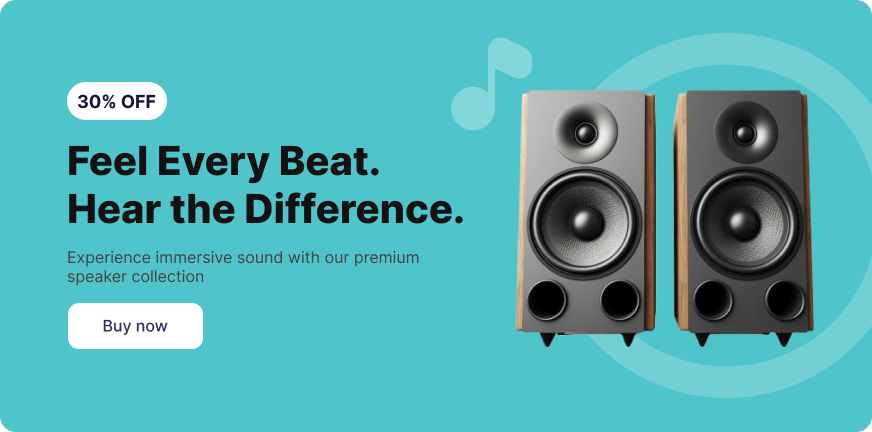 30% OFF
Feel Every Beat.
Hear the Difference.
Experience immersive sound with our premium
speaker collection
Buy now